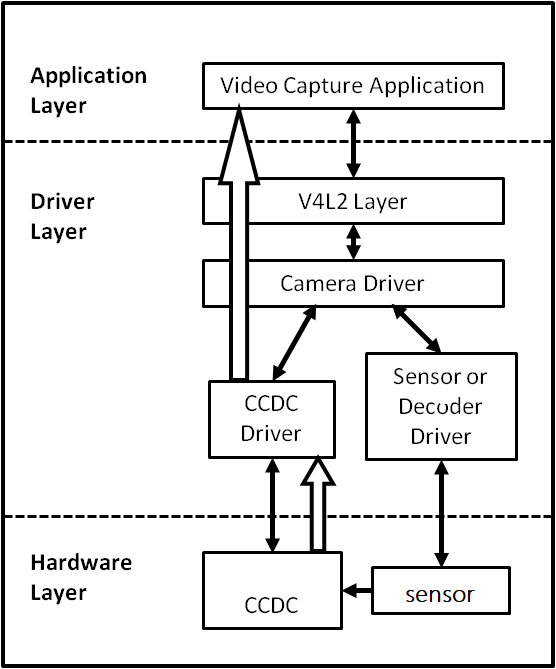 Application
Layer
Video Capture Application
Driver
Layer
V4L2 Layer
Camera Driver
CCDC
Driver
Sensor or
Decoder
Driver
Hardware
Layer
CCDC
sensor